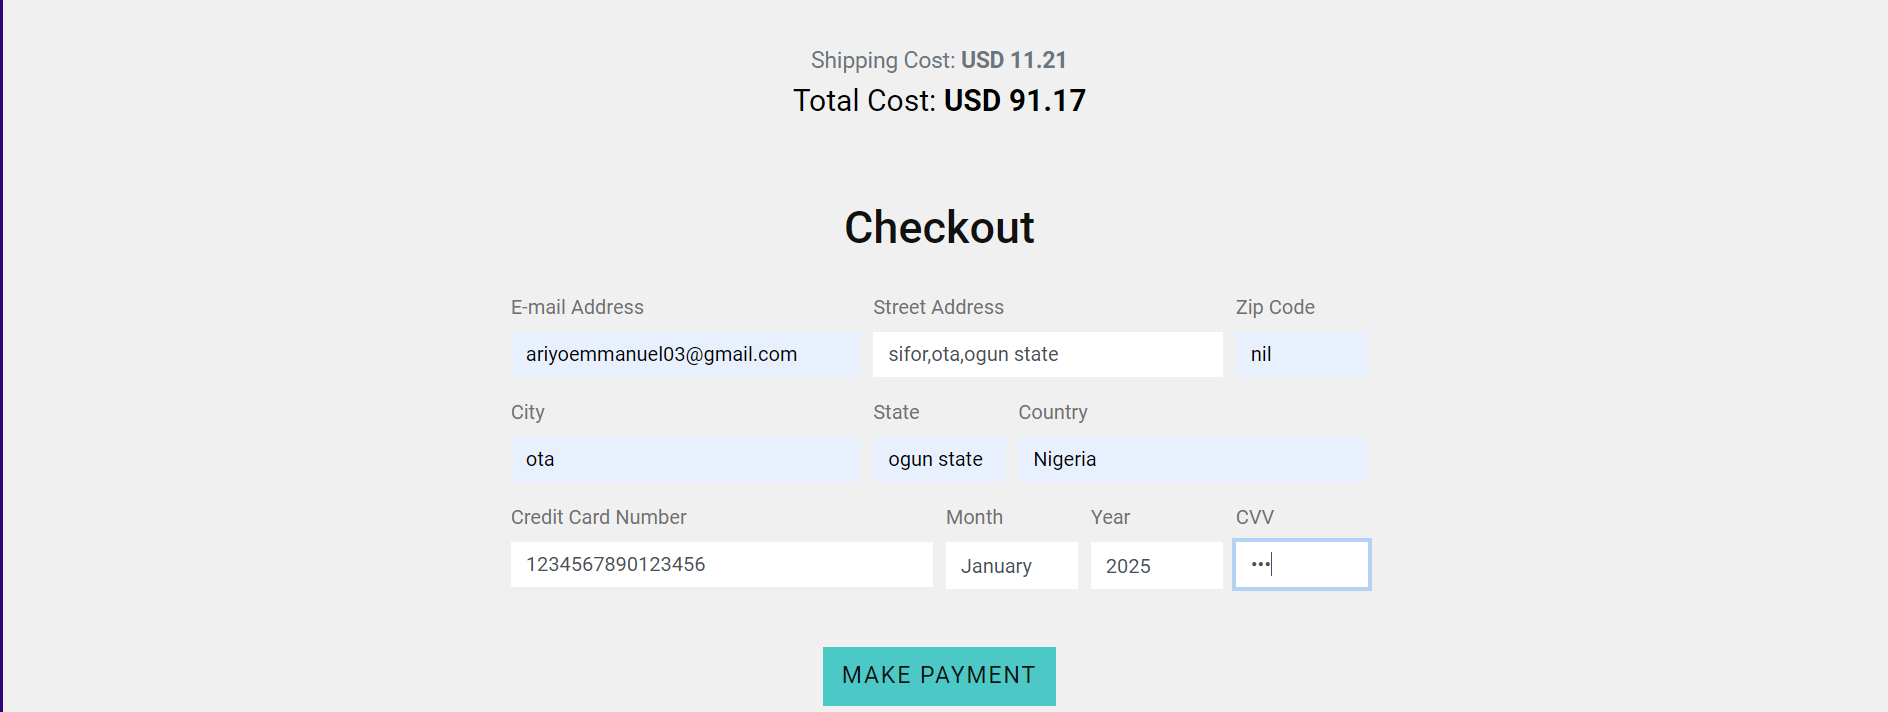 Shipping Cost: USD 11.21
Total Cost: USD 91.17
Checkout
E-mail Address Street Address Zip Code
ariyoemmanuel03@gmail.com sifor,ota,ogun state nil
City State Country
ota ogun state Nigeria
Credit Card Number Month Year CVV
1234567890123456 January 2025 •••
MAKE PAYMENT